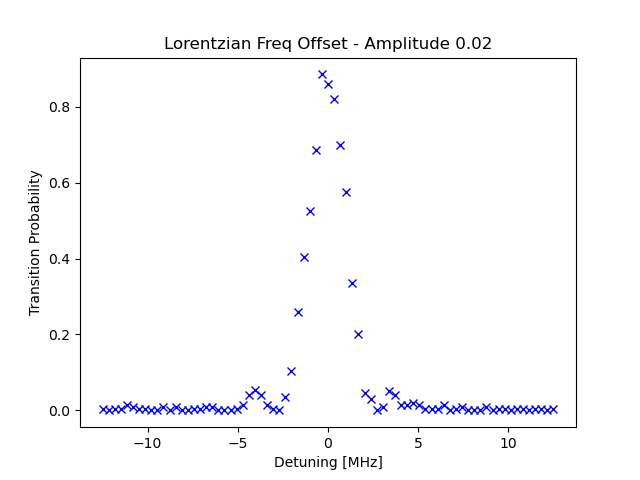 Lorentzian Freq Offset - Amplitude 0.02
Transition Probability
0.8
0.6
0.4
0.2
0.0
−10 −5 0 5 10
Detuning [MHz]